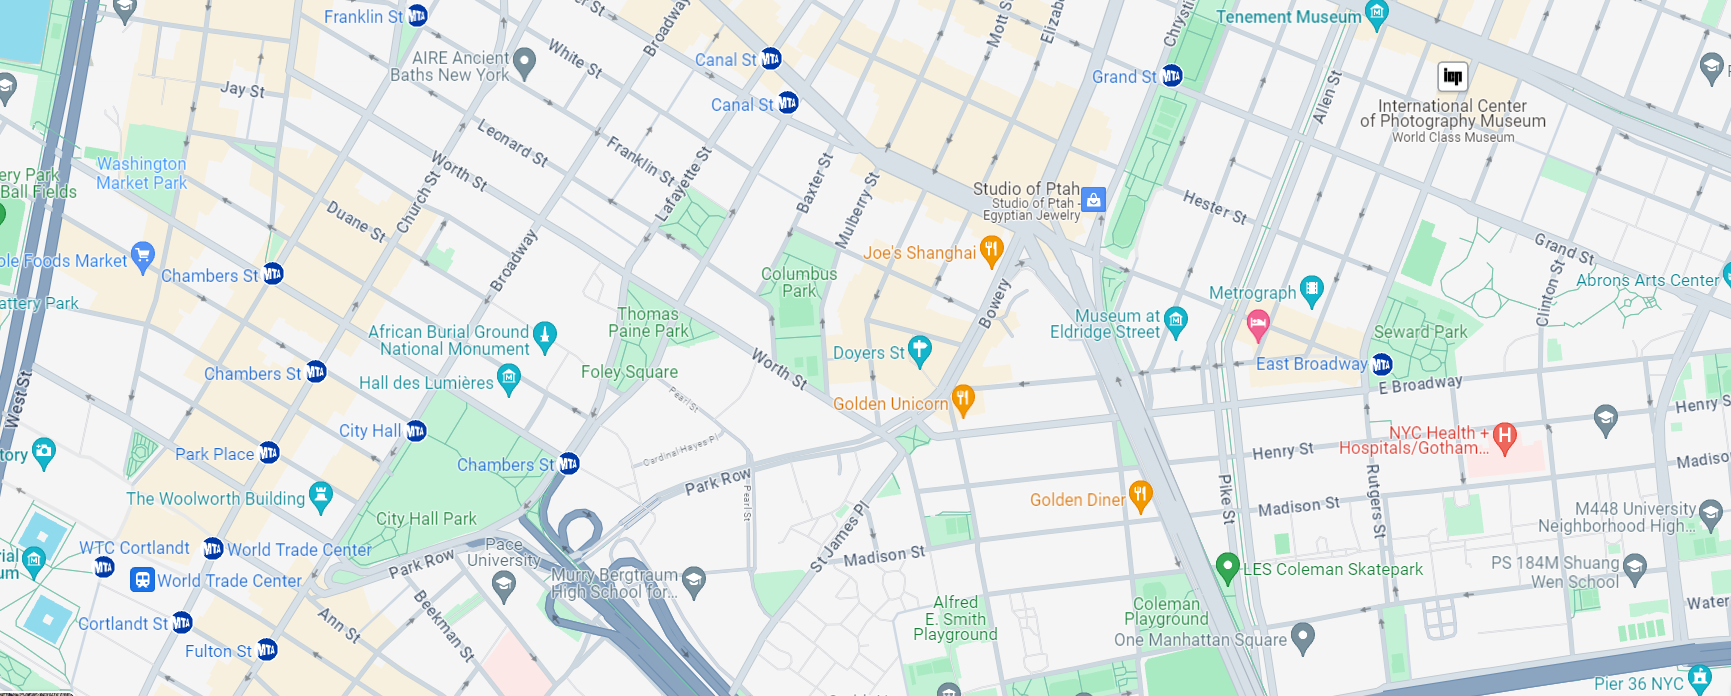 Franklin St
Broadway
Canal St
Mott S
Elizab
Chrystie
Tenement Museum
AIRE Ancient
Baths New York
White St
Canal St
Grand St
Jay St
Allen St
iap
International Center
of Photography Museum
World Class Museum
Leonard St
Franklin St
Worth St
Lafayette St
Baxter St
Mulberry St
Washington
Market Park
ery Park
Ball Fields
Church St
Duane St
Studio of Ptah
Studio of Ptah -
Egyptian Jewelry
Hester St
Joe's Shanghai
Grand St
ole Foods Market
Chambers St
Broadway
Columbus
Park
Clinton St
Abrons Arts Center
Metrograph
attery Park
Thomas
Paine Park
Bowery
Museum at
Eldridge Street
Seward Park
African Burial Ground
National Monument
Doyers St
Foley Square
Worth St
East Broadway
E Broadway
Chambers St
Hall des Lumières
West St
Pearl St
Golden Unicorn
Henry S
City Hall
Cardinal Hayes Pl
Henry St
NYC Health +
Hospitals/Gotham...
tory
Park Place
Chambers St
Park Row
Pearl St
Madiso
The Woolworth Building
Golden Diner
Pike St
Madison St
Rutgers St
M448 University
Neighborhood High...
City Hall Park
St James Pl
WTC Cortlandt
World Trade Center
Pace
University
Madison St
rial
um
World Trade Center
Park Row
Murry Bergtraum
High School for...
LES Coleman Skatepark
PS 184M Shuang
Wen School
Cortlandt St
Ann St
Beekman St
Alfred
E. Smith
Playground
Coleman
Playground
One Manhattan Square
Water
Fulton St
Pier 36 NYC